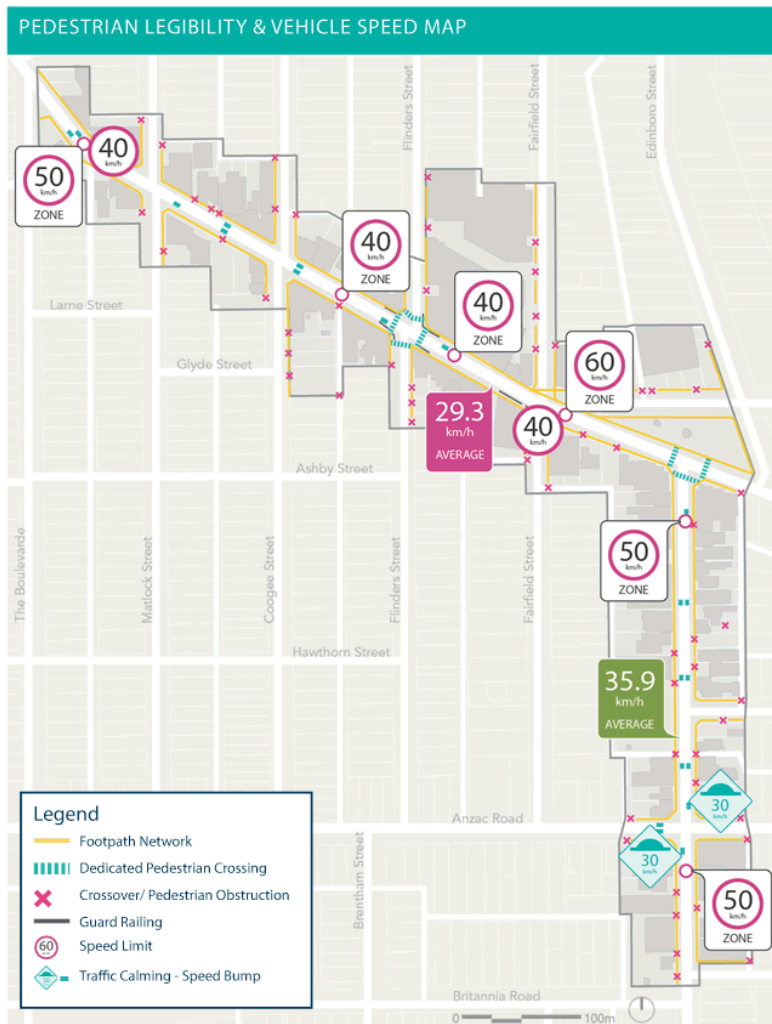 PEDESTRIAN LEGIBILITY & VEHICLE SPEED MAP
Flinders Street
Fairfield Street
Edinboro Street
40
km/h
50
km/h
ZONE
40
km/h
ZONE
40
km/h
ZONE
Larne Street
Glyde Street
60
km/h
ZONE
29.3
km/h
AVERAGE
40
km/h
Ashby Street
The Boulevarde
Matlock Street
Coogee Street
Flinders Street
Fairfield Street
50
km/h
ZONE
Hawthorn Street
35.9
km/h
AVERAGE
30
km/h
Anzac Road
30
km/h
Brentham Street
50
km/h
ZONE
Legend
Footpath Network
Dedicated Pedestrian Crossing
Crossover/ Pedestrian Obstruction
Guard Railing
60
Speed Limit
Traffic Calming - Speed Bump
Britannia Road
0 100m